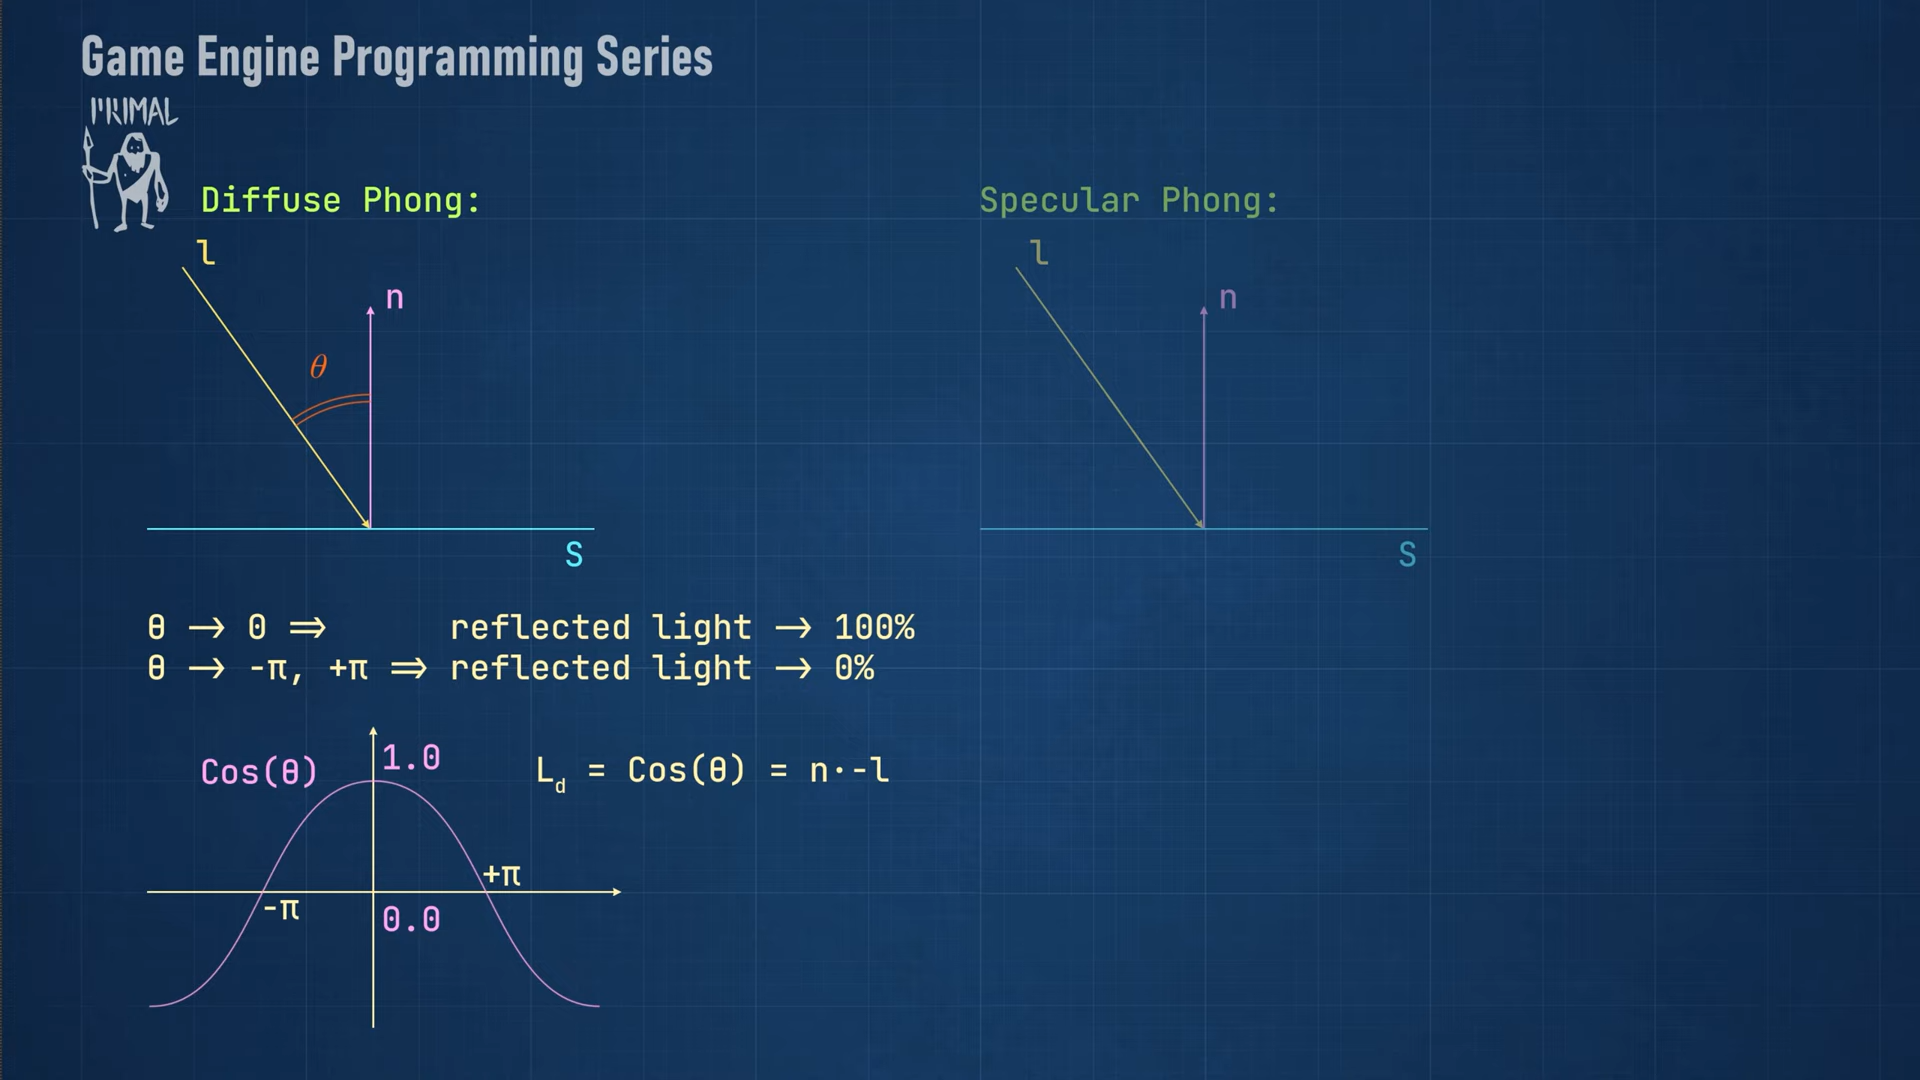 Game Engine Programming Series
PRIMAL
Diffuse Phong:
l
n
θ
S
Specular Phong:
l
n
S
θ → 0 ⇒ reflected light → 100%
θ → -π, +π ⇒ reflected light → 0%
Cos(θ)
1.0
+π
-π
0.0
L_d = Cos(θ) = n·-l